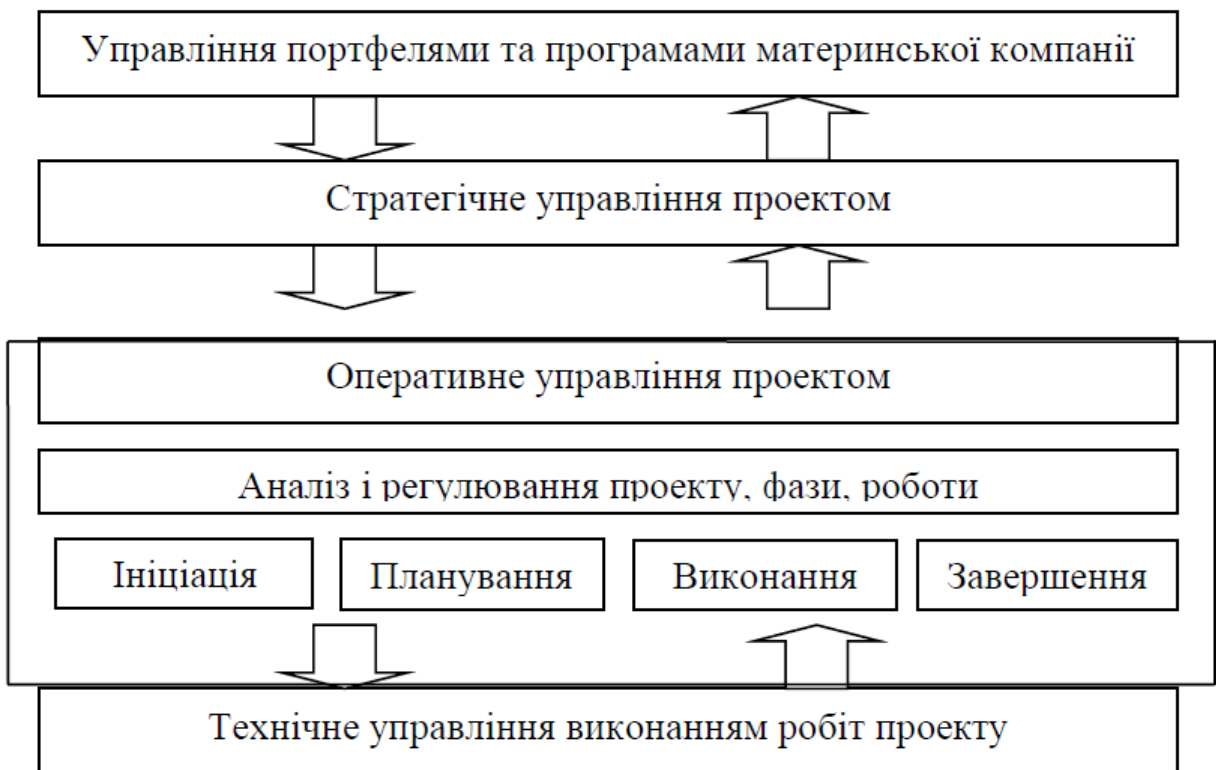 Управління портфелями та програмами материнської компанії
Стратегічне управління проектом
Оперативне управління проектом
Аналіз і регулювання проекту, фази, роботи
Ініціація
Планування
Виконання
Завершення
Технічне управління виконанням робіт проекту